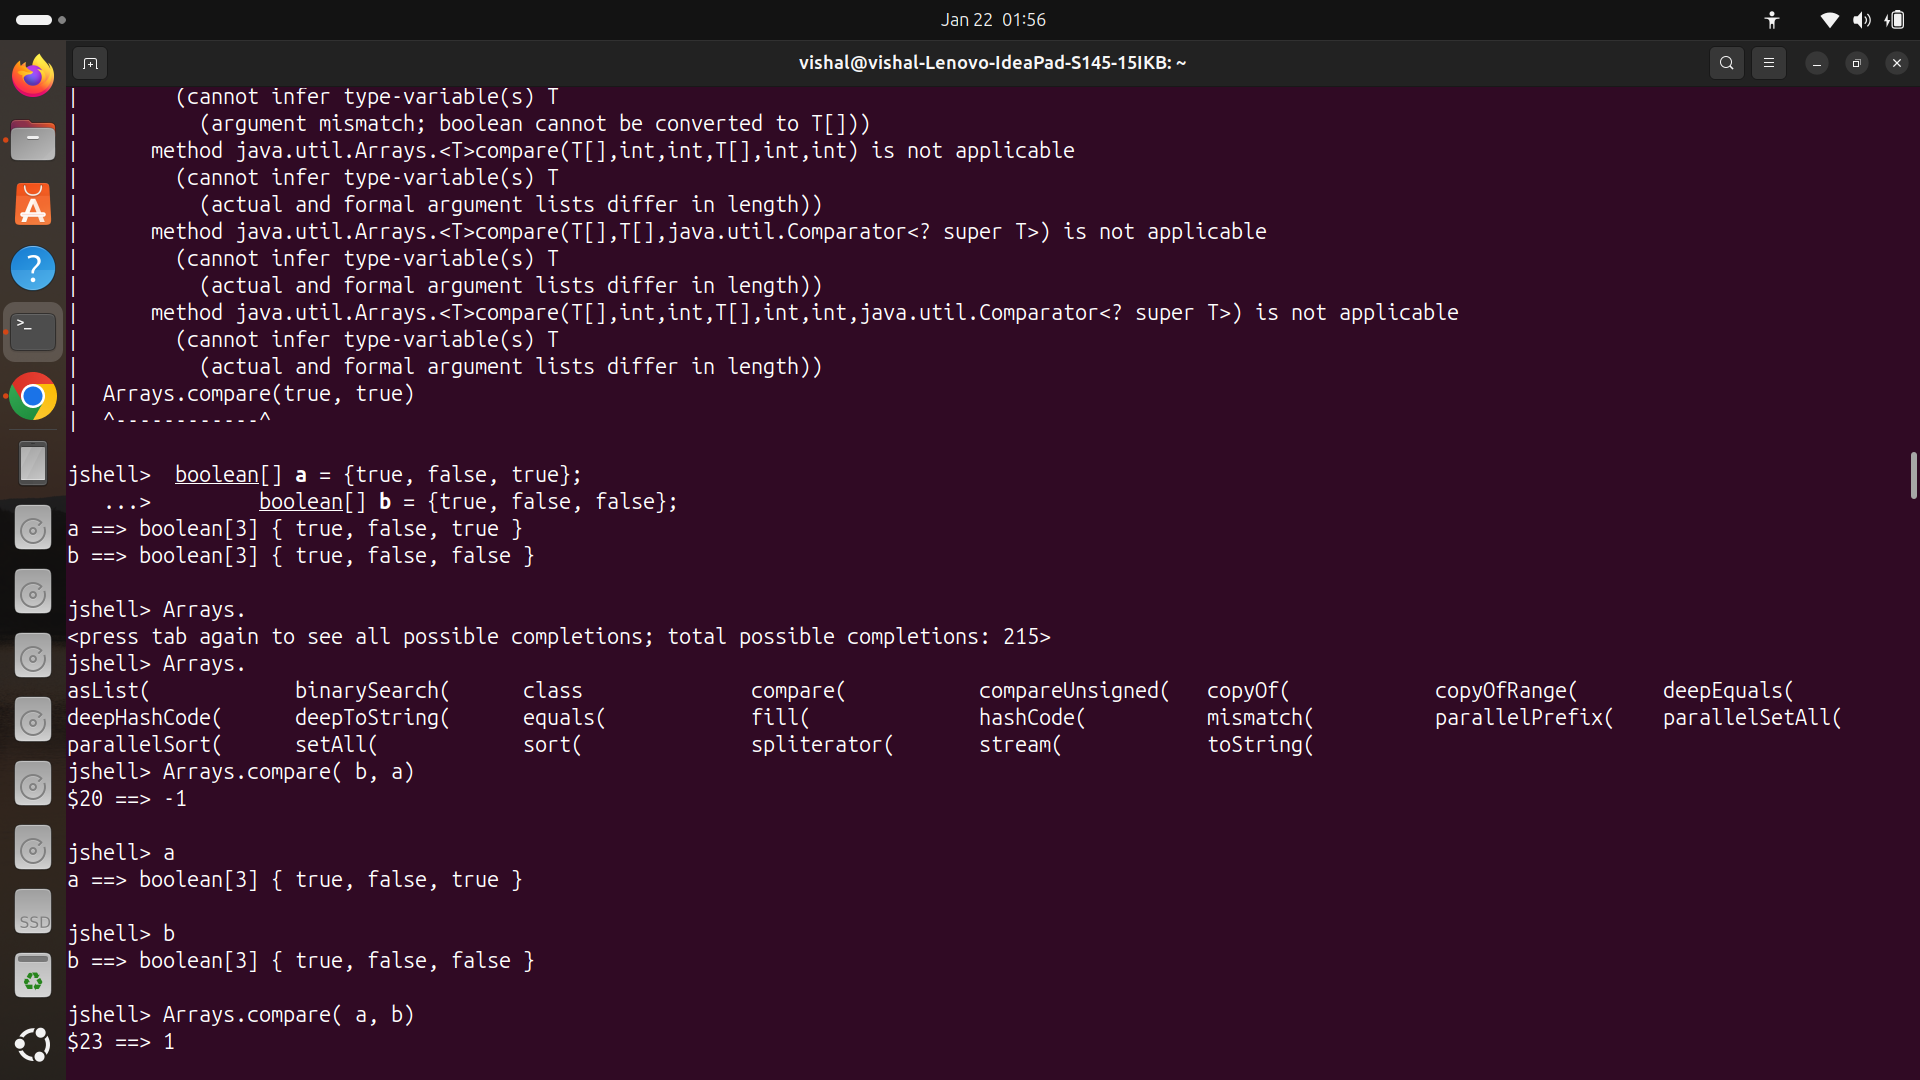 Jan 22 01:56
vishal@vishal-Lenovo-IdeaPad-S145-15IKB: ~
|        (cannot infer type-variable(s) T
|          (argument mismatch; boolean cannot be converted to T[]))
|      method java.util.Arrays.<T>compare(T[],int,int,T[],int,int) is not applicable
|        (cannot infer type-variable(s) T
|          (actual and formal argument lists differ in length))
|      method java.util.Arrays.<T>compare(T[],T[],java.util.Comparator<? super T>) is not applicable
|        (cannot infer type-variable(s) T
|          (actual and formal argument lists differ in length))
|      method java.util.Arrays.<T>compare(T[],int,int,T[],int,int,java.util.Comparator<? super T>) is not applicable
|        (cannot infer type-variable(s) T
|          (actual and formal argument lists differ in length))
|  Arrays.compare(true, true)
|  ^------------^
jshell>  boolean[] a = {true, false, true};
   ...>         boolean[] b = {true, false, false};
a ==> boolean[3] { true, false, true }
b ==> boolean[3] { true, false, false }
jshell> Arrays.
<press tab again to see all possible completions; total possible completions: 215>
jshell> Arrays.
asList(            binarySearch(      class              compare(           compareUnsigned(   copyOf(            copyOfRange(       deepEquals(
deepHashCode(      deepToString(      equals(            fill(              hashCode(          mismatch(          parallelPrefix(    parallelSetAll(
parallelSort(      setAll(            sort(              spliterator(       stream(            toString(
jshell> Arrays.compare( b, a)
$20 ==> -1
jshell> a
a ==> boolean[3] { true, false, true }
jshell> b
b ==> boolean[3] { true, false, false }
jshell> Arrays.compare( a, b)
$23 ==> 1
>_
?
SSD